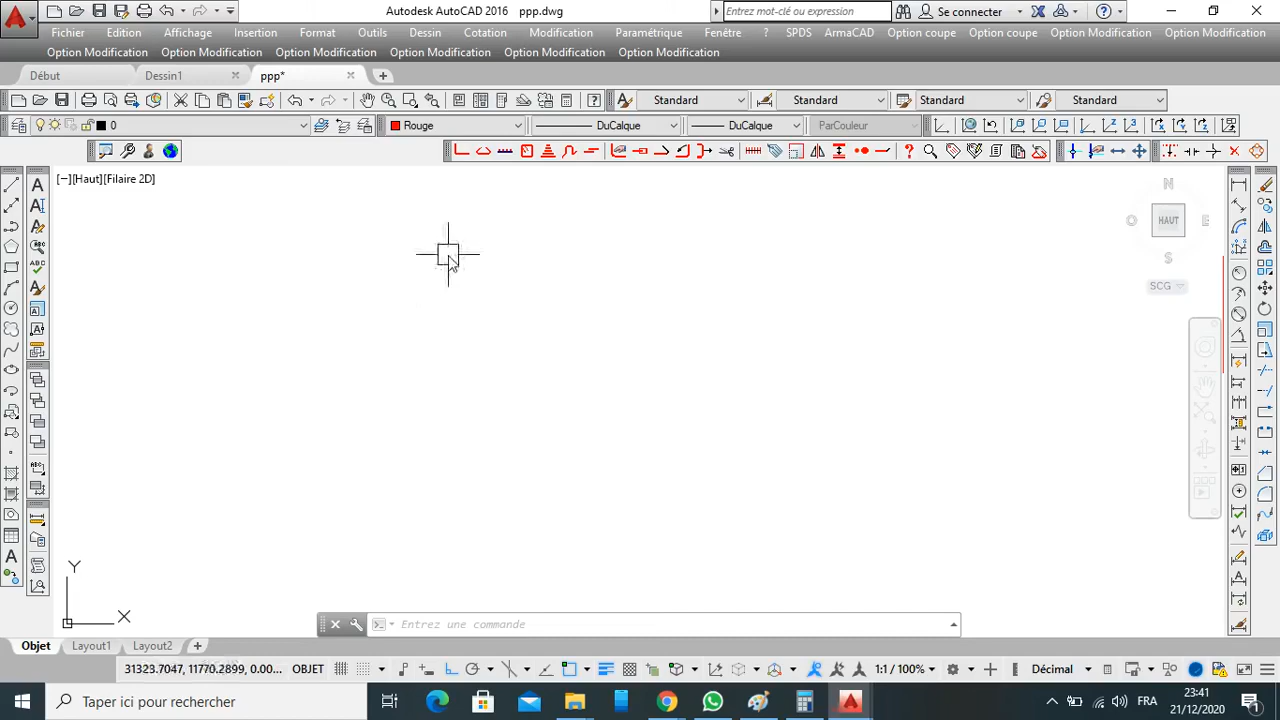 Autodesk AutoCAD 2016 ppp.dwg
Entrez mot-clé ou expression
Se connecter
Fichier Edition Affichage Insertion Format Outils Dessin Cotation Modification Paramétrique Fenêtre ? SPDS ArmaCAD Option coupe Option coupe Option Modification Option Modification
Option Modification Option Modification Option Modification Option Modification Option Modification Option Modification
Début Dessin1 ppp*
Standard Standard Standard Standard
0 Rouge DuCalque DuCalque ParCouleur
[−][Haut][Filaire 2D]
N
O HAUT E
S
SCG
Y
X
Entrez une commande
Objet Layout1 Layout2
31323.7047, 11770.2899, 0.00... OBJET 1:1 / 100% Décimal
Taper ici pour rechercher
FRA
23:41
21/12/2020